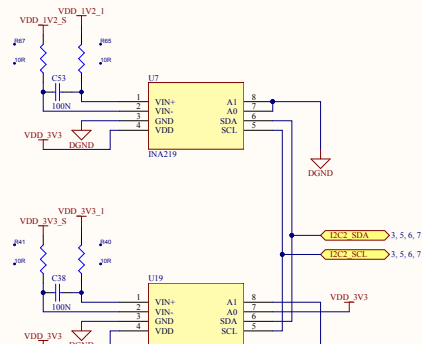 VDD_1V2_1
VDD_1V2_S
R67
R65
10R
10R
C53
100N
U7
1 VIN+ A1 8
2 VIN- A0 7
3 GND SDA 6
4 VDD SCL 5
INA219
VDD_3V3
DGND
DGND
I2C2_SDA 3, 5, 6, 7
I2C2_SCL 3, 5, 6, 7
VDD_3V3_1
VDD_3V3_S
R41
R40
10R
10R
C38
100N
U19
1 VIN+ A1 8
2 VIN- A0 7
3 GND SDA 6
4 VDD SCL 5
VDD_3V3
VDD_3V3
DGND